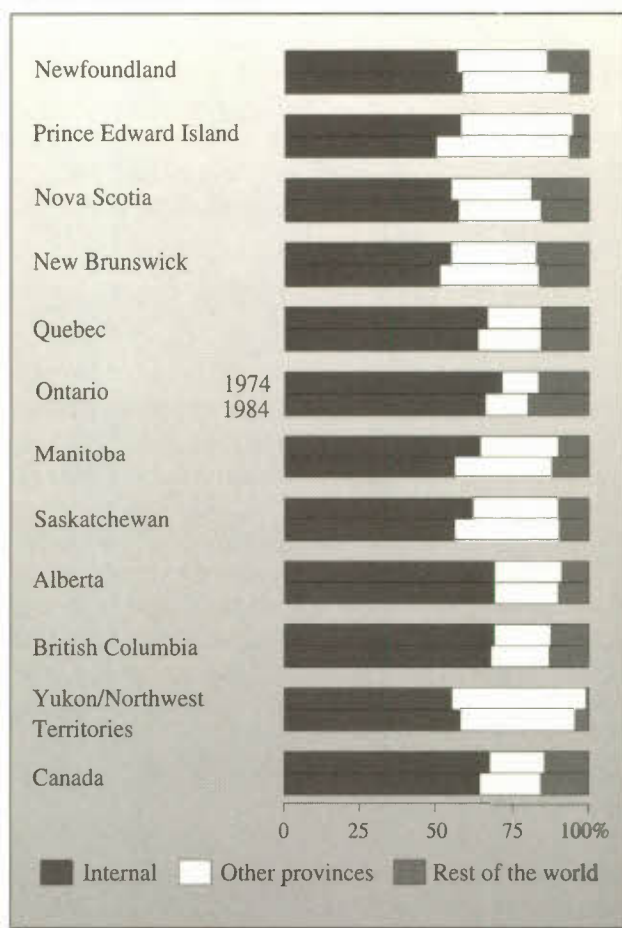 Newfoundland
Prince Edward Island
Nova Scotia
New Brunswick
Quebec
Ontario 1974
1984
Manitoba
Saskatchewan
Alberta
British Columbia
Yukon/Northwest
Territories
Canada
0 25 50 75 100%
Internal Other provinces Rest of the world